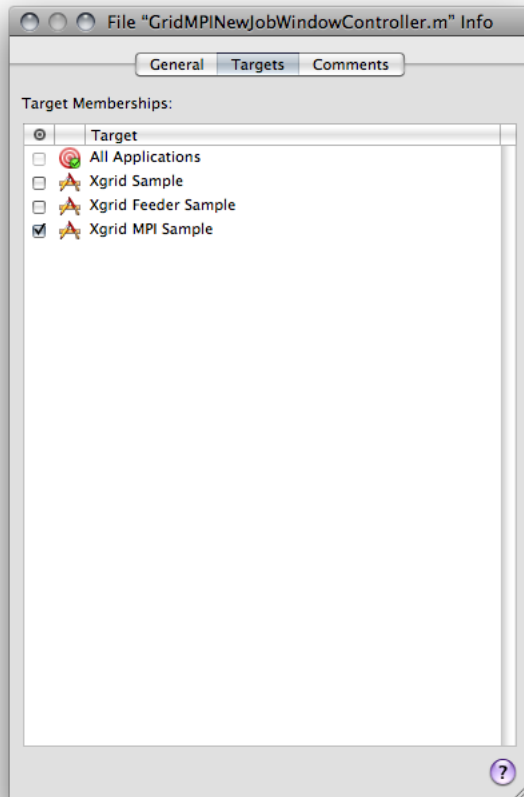 File “GridMPINewJobWindowController.m” Info
General Targets Comments
Target Memberships:
Target
All Applications
Xgrid Sample
Xgrid Feeder Sample
Xgrid MPI Sample
?